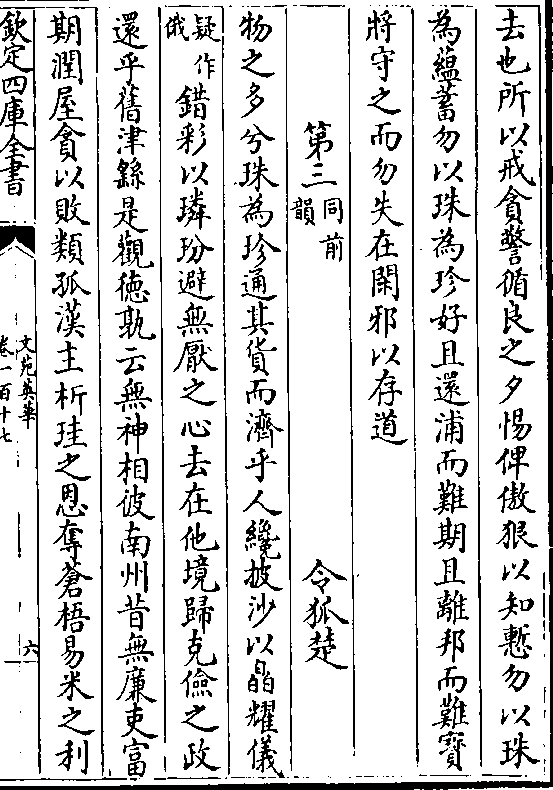 去也所以戒貪警循良之夕惕俾傲狠以知慙勿以珠
為蘊蓄勿以珠為珍好且還浦而難期且離邦而難寳
將守之而勿失在閑邪以存道
第三同前韻　令狐楚
物之多兮珠為珍通其貨而濟乎人纔披沙以晶耀儀
疑作俄錯彩以璘玢避無厭之心去在他境歸克儉之政
還乎舊津繇是觀徳孰云無神相彼南州昔無廉吏富
期潤屋貪以敗類孤漢主析珪之恩奪蒼梧易米之利
欽定四庫全書
文苑英華
卷一百十七
六